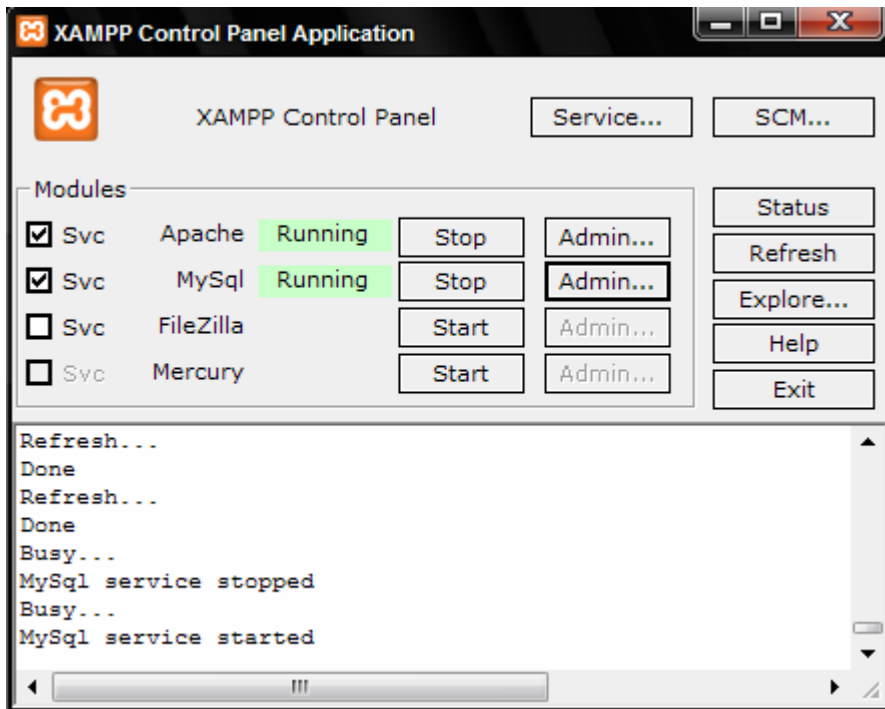 XAMPP Control Panel Application
XAMPP Control Panel Service... SCM...
Modules
Svc Apache Running Stop Admin...
Svc MySql Running Stop Admin...
Svc FileZilla Start Admin...
Svc Mercury Start Admin...
Status
Refresh
Explore...
Help
Exit
Refresh...
Done
Refresh...
Done
Busy...
MySql service stopped
Busy...
MySql service started